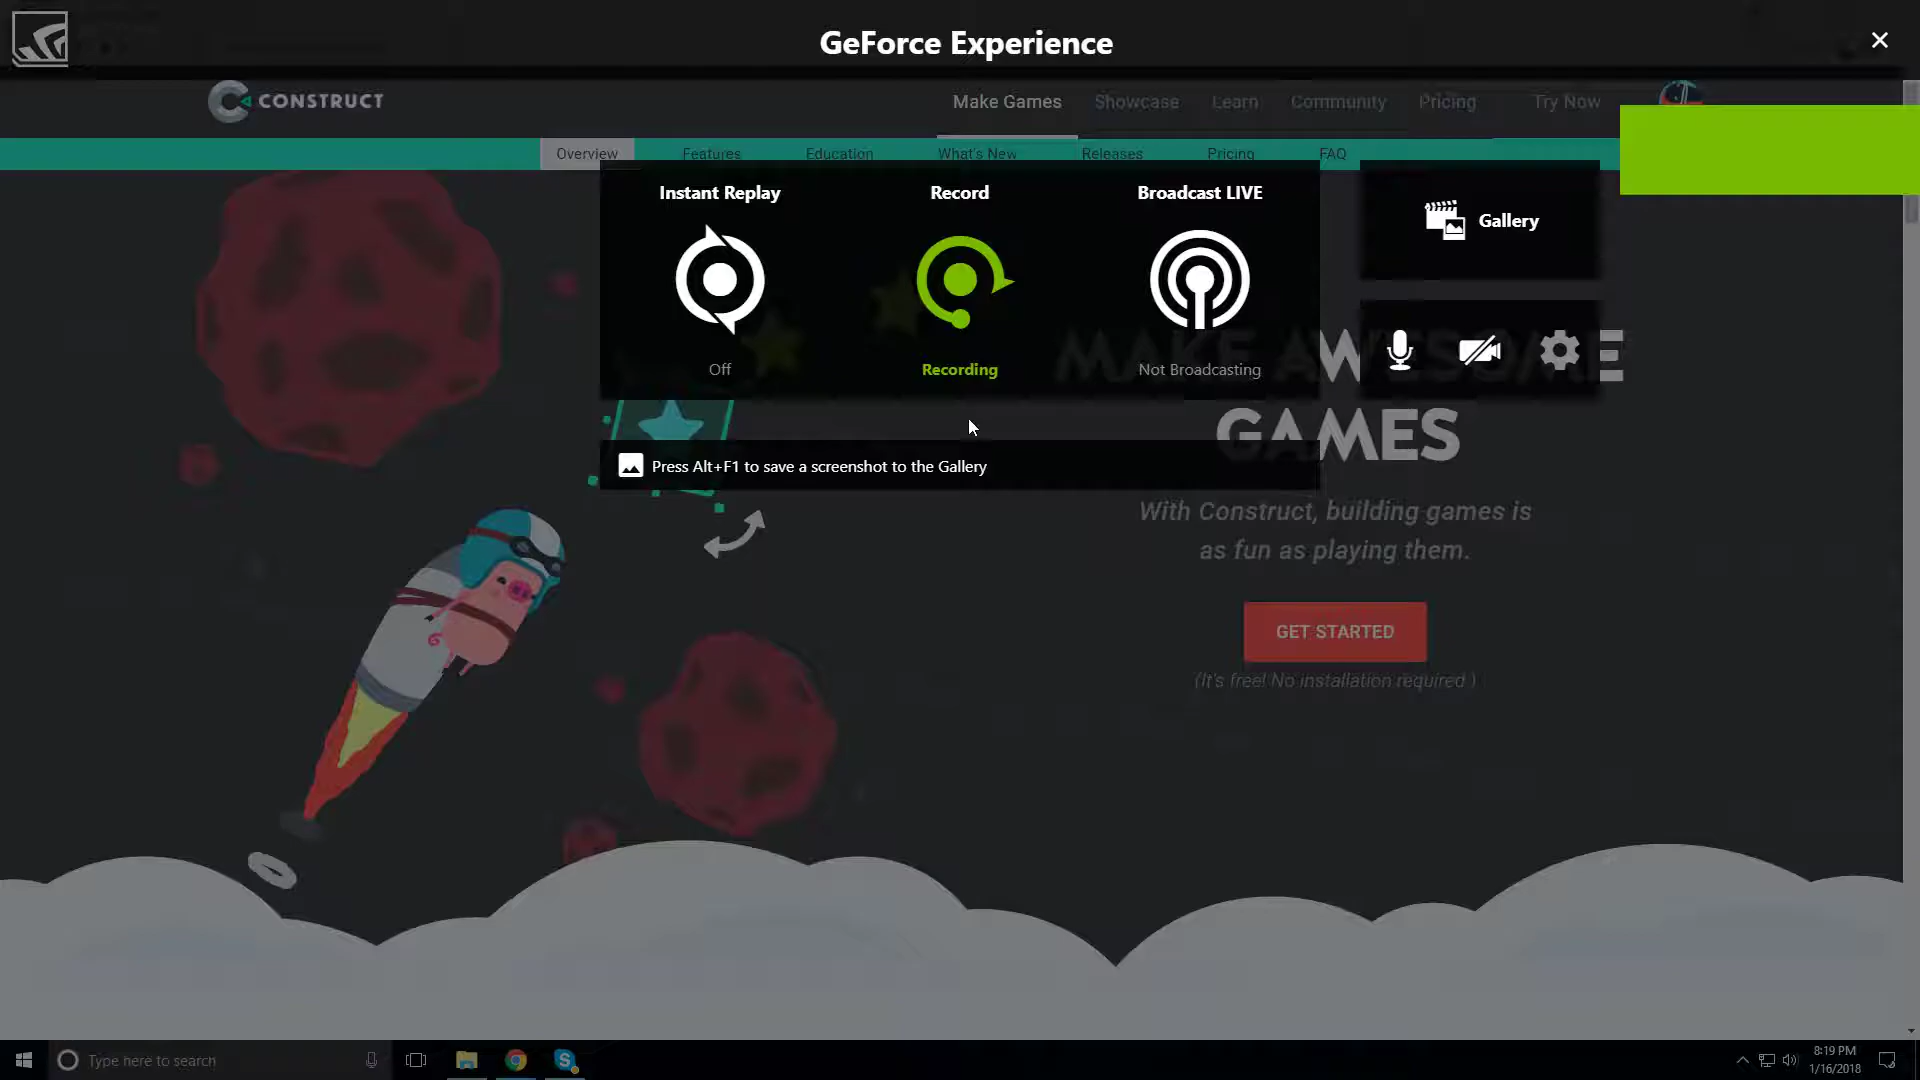 GeForce Experience
CONSTRUCT
Make Games Showcase Learn Community Pricing Try Now
Overview Features Education What's New Releases Pricing FAQ
Instant Replay Record Broadcast LIVE
Gallery
Off Recording Not Broadcasting
MAKE AWESOME
GAMES
Press Alt+F1 to save a screenshot to the Gallery
With Construct, building games is
as fun as playing them.
GET STARTED
(It's free! No installation required.)
Type here to search
8:19 PM
1/16/2018